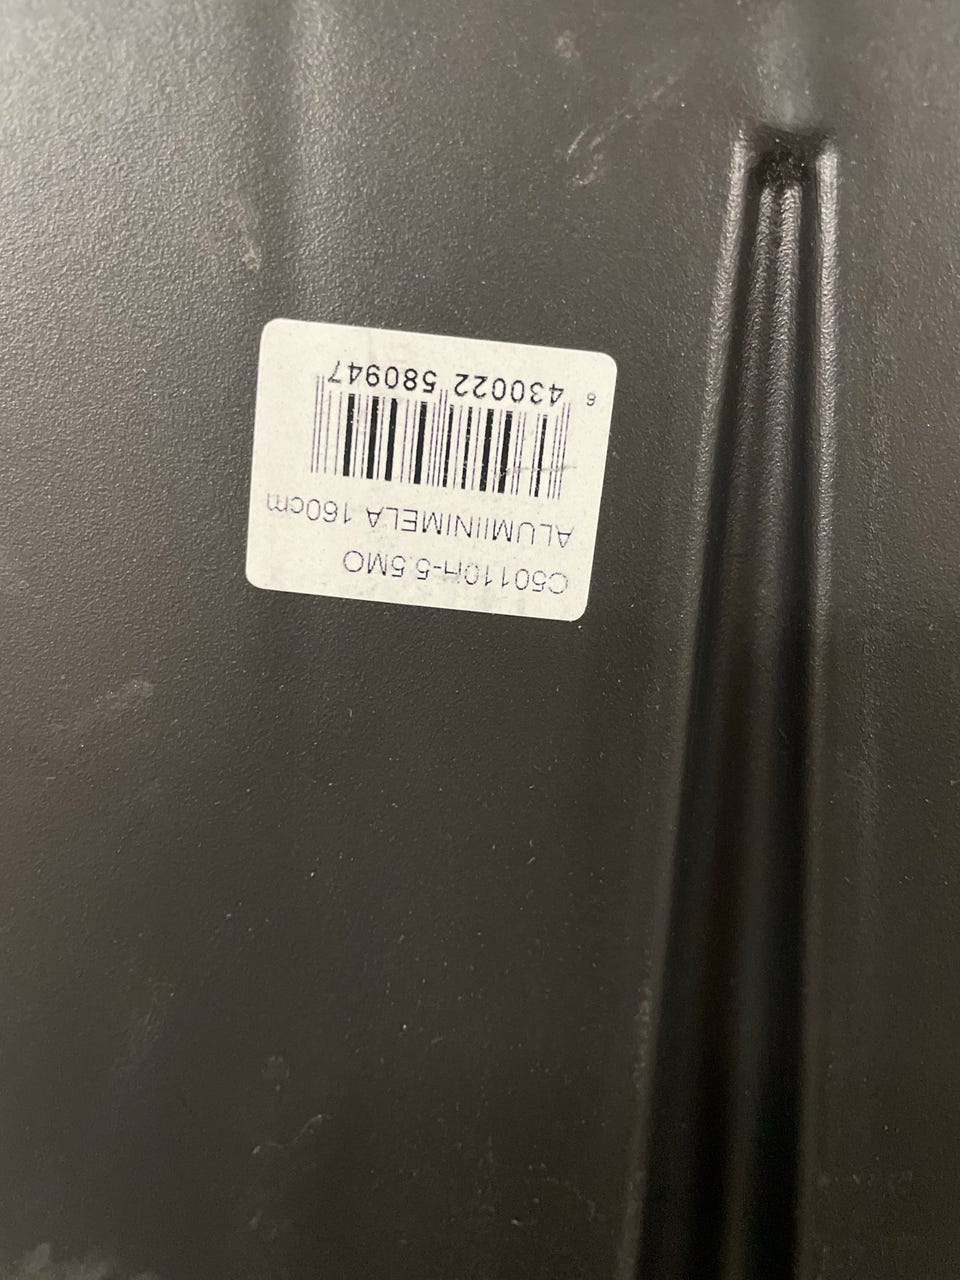 C50110H-5.5MO
ALUMIINIMELA 160cm
6 430022 580947